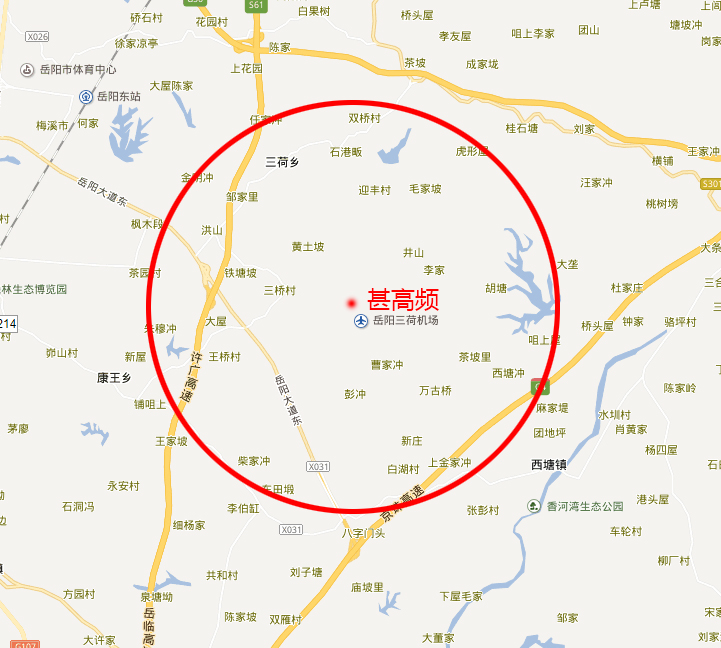 白果树
S61
上卢塘
桥头屋
硚石村
花园村
塘坡冲
团山
咀上李家
孝友屋
X026
徐家凉亭
陈家
茶坡
成家垅
上花园
岳阳市体育中心
大屋陈家
岳阳东站
任家冲
双桥村
梅溪市
何家
桂石塘
刘家
石港畈
虎形屋
王家冲
三荷乡
横铺
金明冲
汪家冲
S301
岳阳大道东
迎丰村
毛家坡
邹家里
桃树塝
枫木段
洪山
黄土坡
井山
大垄
茶园村
铁塘坡
李家
林生态博览园
三桥村
胡塘
杜家庄
甚高频
214
朱穆冲
大屋
岳阳三荷机场
桥头屋
钟家
骆坪村
咀上屋
峁山村
新屋
王桥村
茶坡里
许广高速
曹家冲
西塘冲
康王乡
岳阳大道东
彭冲
万古桥
陈家岭
铺咀上
麻家堤
水圳村
茅廖
肖黄家
团地坪
王家坡
新庄
杨四屋
柴家冲
X031
白湖村
上金家冲
西塘镇
永安村
车田塅
京珠高速
港头屋
石洞冯
李伯缸
张彭村
香河湾生态公园
细杨家
X031
八字门头
车轮村
柳厂村
共和村
刘子塘
庙坡里
方园村
泉塘坳
下屋毛家
岳临高
陈家坡
双雁村
邹家
大许家
大董家
刘家
G107